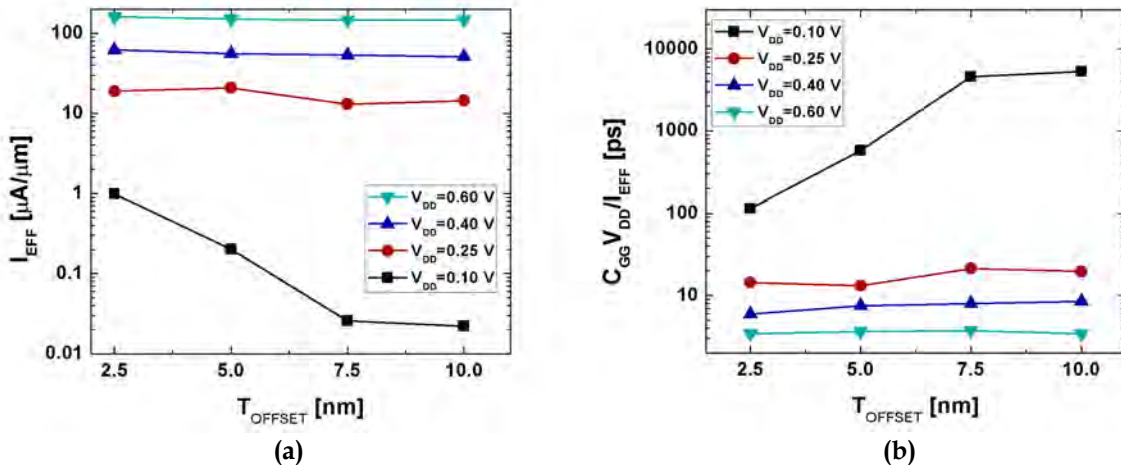 100
10
1
0.1
0.01
I_EFF [μA/μm]
V_DD=0.60 V
V_DD=0.40 V
V_DD=0.25 V
V_DD=0.10 V
2.5 5.0 7.5 10.0
T_OFFSET [nm]
(a)
10000
1000
100
10
C_GG V_DD/I_EFF [ps]
V_DD=0.10 V
V_DD=0.25 V
V_DD=0.40 V
V_DD=0.60 V
2.5 5.0 7.5 10.0
T_OFFSET [nm]
(b)